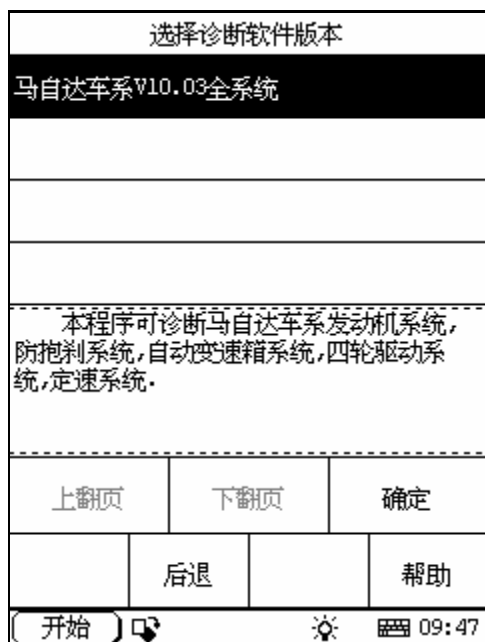 选择诊断软件版本
马自达车系V10.03全系统
本程序可诊断马自达车系发动机系统,
防抱刹系统,自动变速箱系统,四轮驱动系
统,定速系统.
上翻页 下翻页 确定
后退 帮助
开始 09:47